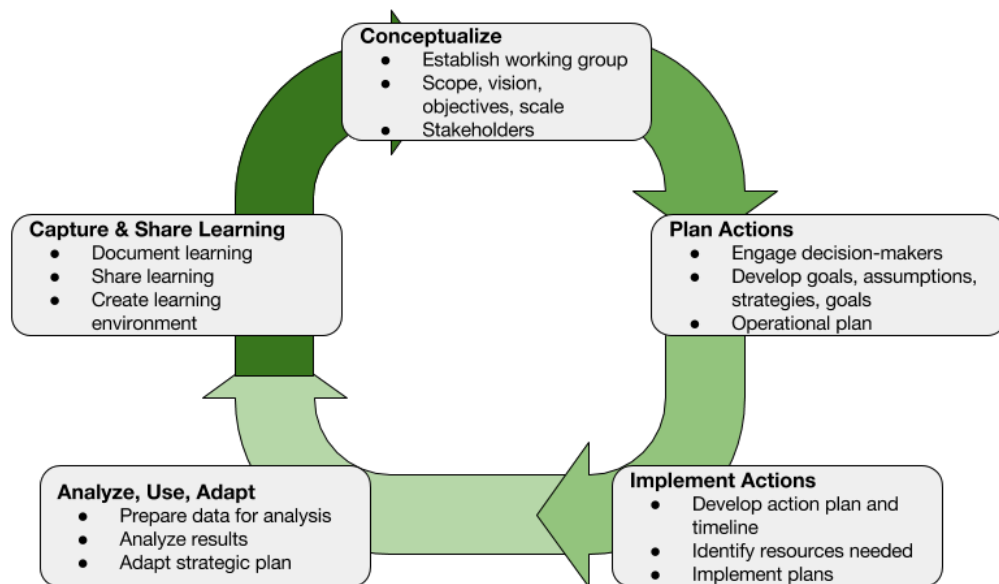 Conceptualize
● Establish working group
● Scope, vision,
objectives, scale
● Stakeholders
Plan Actions
● Engage decision-makers
● Develop goals, assumptions,
strategies, goals
● Operational plan
Implement Actions
● Develop action plan and
timeline
● Identify resources needed
● Implement plans
Analyze, Use, Adapt
● Prepare data for analysis
● Analyze results
● Adapt strategic plan
Capture & Share Learning
● Document learning
● Share learning
● Create learning
environment